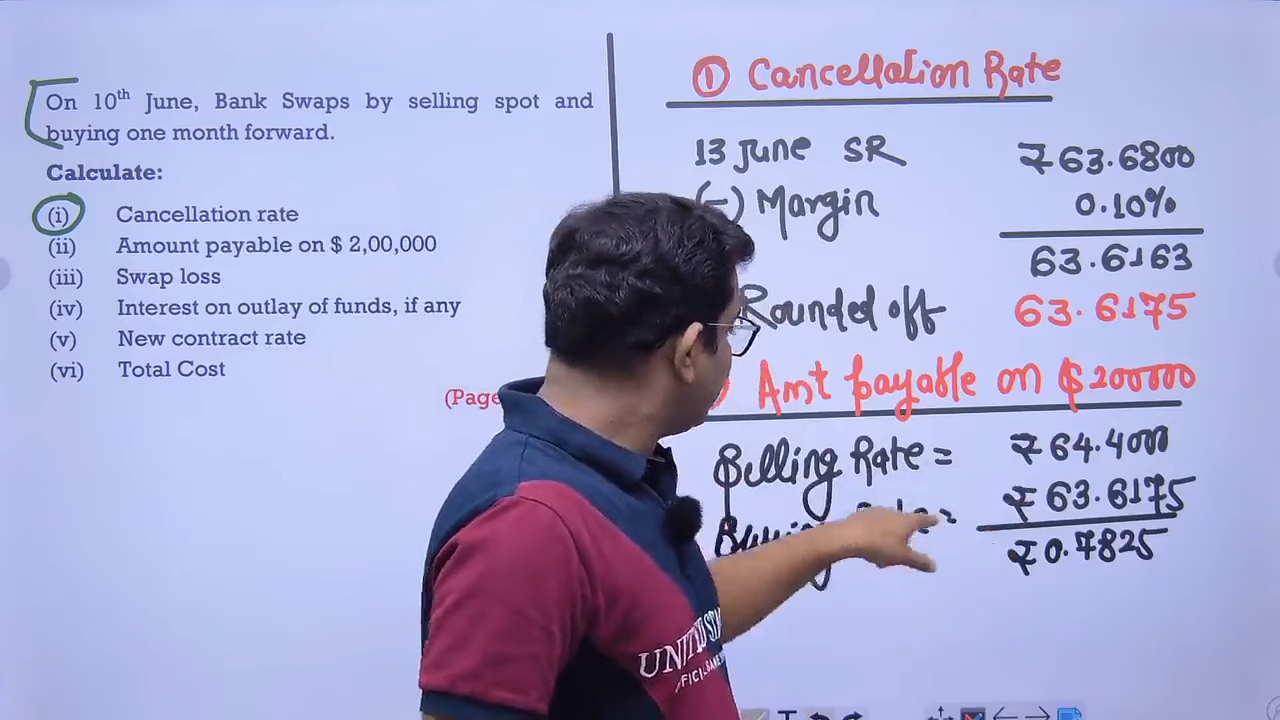 On 10th June, Bank Swaps by selling spot and
buying one month forward.
Calculate:
(i) Cancellation rate
(ii) Amount payable on $ 2,00,000
(iii) Swap loss
(iv) Interest on outlay of funds, if any
(v) New contract rate
(vi) Total Cost
(Page
① Cancellation Rate
13 June SR ₹63.6800
(-) Margin 0.10%
63.6163
Rounded off 63.6175
Amt payable on $200000
Selling Rate = ₹64.4000
= ₹63.6175
₹0.7825
UNITED
OFFICIAL